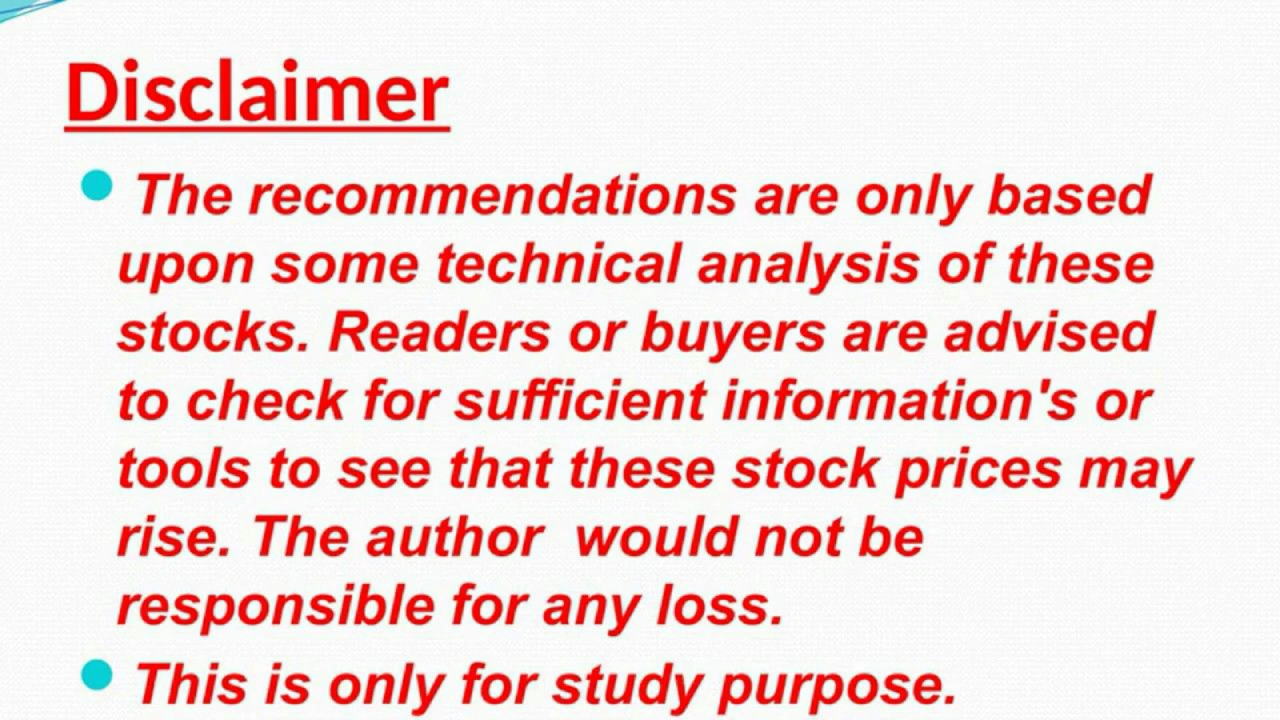 Disclaimer
The recommendations are only based
upon some technical analysis of these
stocks. Readers or buyers are advised
to check for sufficient information's or
tools to see that these stock prices may
rise. The author  would not be
responsible for any loss.
This is only for study purpose.